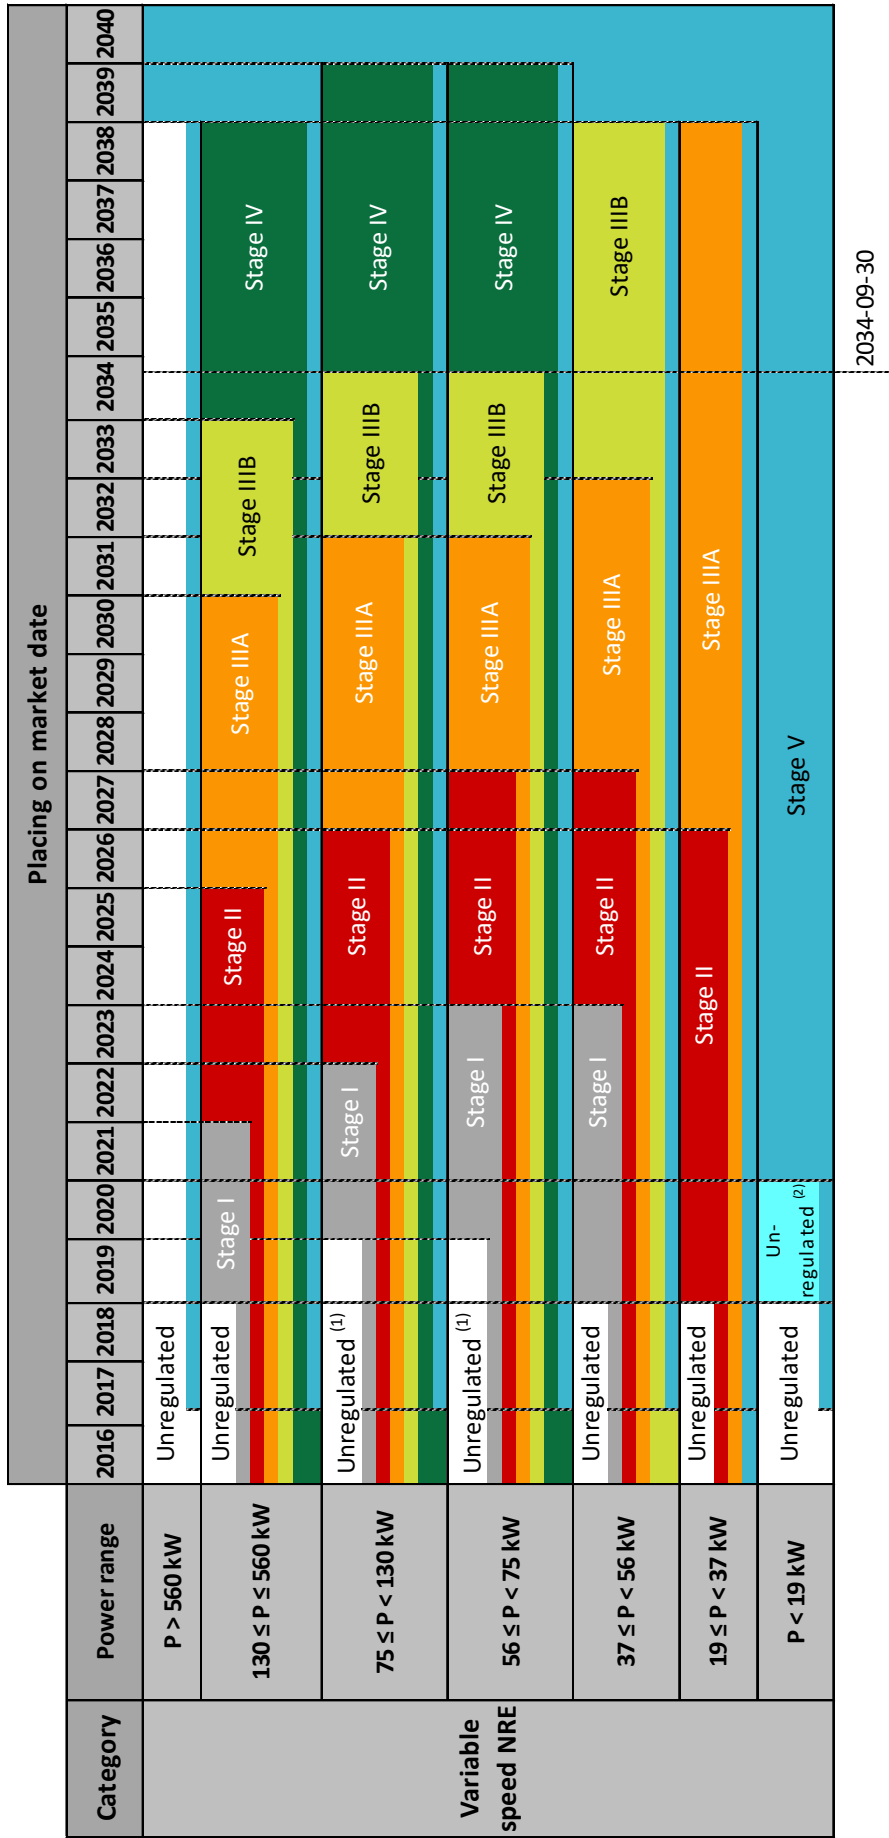 Placing on market date
Category
Power range
2016
2017
2018
2019
2020
2021
2022
2023
2024
2025
2026
2027
2028
2029
2030
2031
2032
2033
2034
2035
2036
2037
2038
2039
2040
Variable
speed NRE
P > 560 kW
Unregulated
130 ≤ P ≤ 560 kW
Unregulated
Stage I
Stage II
Stage IIIA
Stage IIIB
Stage IV
75 ≤ P < 130 kW
Unregulated (1)
Stage I
Stage II
Stage IIIA
Stage IIIB
Stage IV
56 ≤ P < 75 kW
Unregulated (1)
Stage I
Stage II
Stage IIIA
Stage IIIB
Stage IV
37 ≤ P < 56 kW
Unregulated
Stage I
Stage II
Stage IIIA
Stage IIIB
19 ≤ P < 37 kW
Unregulated
Stage II
Stage IIIA
P < 19 kW
Unregulated
Un-
regulated (2)
Stage V
2034-09-30